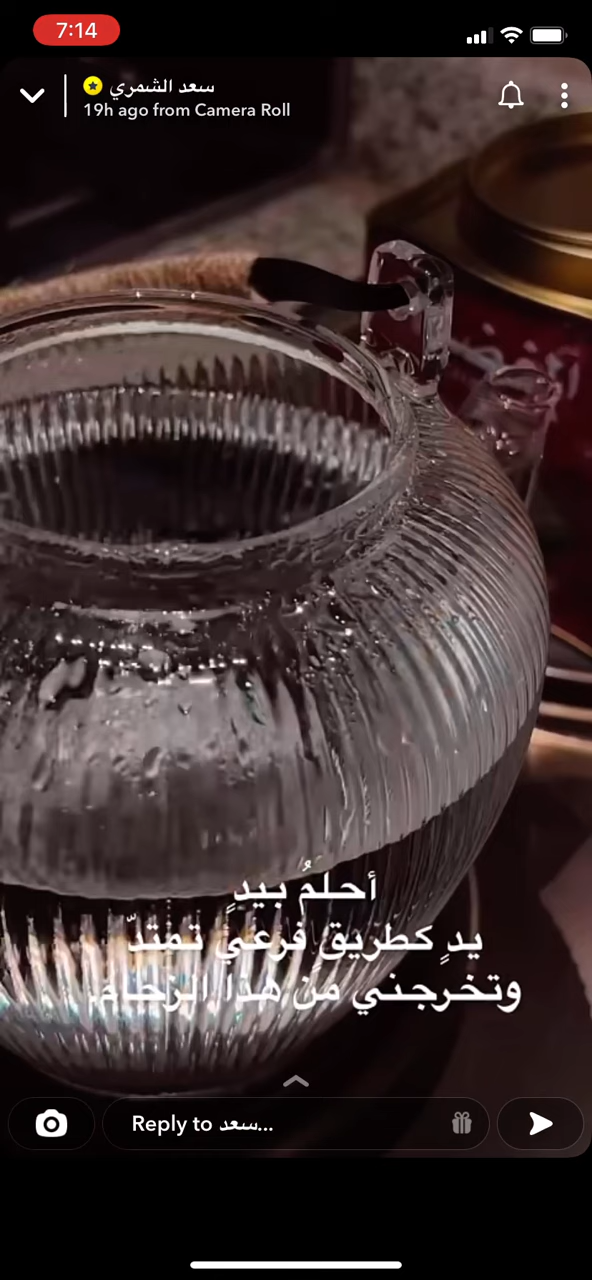 7:14
سعد الشمري
19h ago from Camera Roll
أحلمُ بيدٍ
يدٍ كطريق فرعيّ تمتدّ
وتخرجني من هذا الزحام
Reply to سعد...